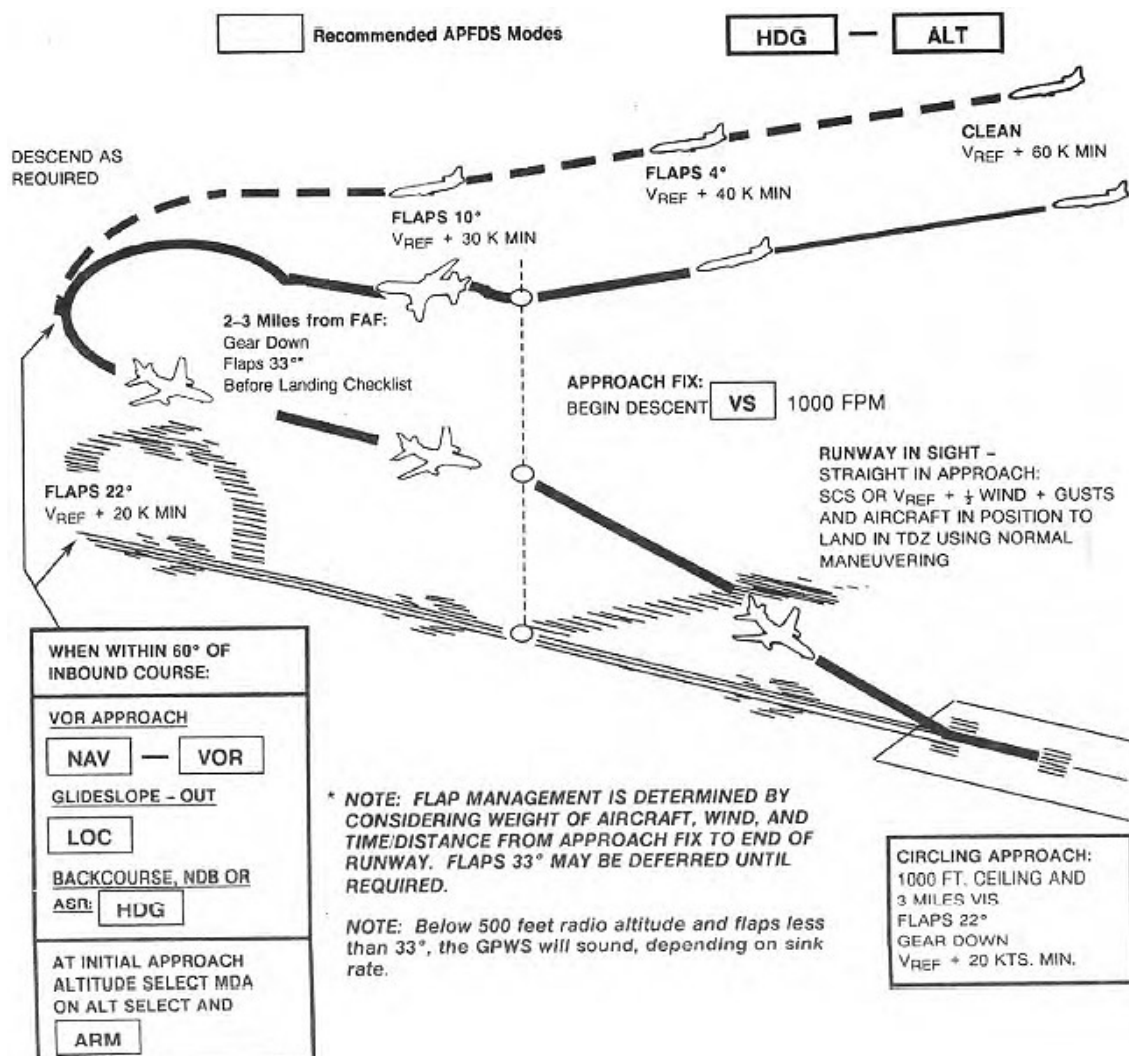 Recommended APFDS Modes
HDG — ALT
DESCEND AS
REQUIRED
CLEAN
VREF + 60 K MIN
FLAPS 4°
VREF + 40 K MIN
FLAPS 10°
VREF + 30 K MIN
2–3 Miles from FAF:
Gear Down
Flaps 33°*
Before Landing Checklist
APPROACH FIX:
BEGIN DESCENT VS 1000 FPM
RUNWAY IN SIGHT –
STRAIGHT IN APPROACH:
SCS OR VREF + ½ WIND + GUSTS
AND AIRCRAFT IN POSITION TO
LAND IN TDZ USING NORMAL
MANEUVERING
FLAPS 22°
VREF + 20 K MIN
WHEN WITHIN 60° OF
INBOUND COURSE:
VOR APPROACH
NAV — VOR
GLIDESLOPE – OUT
LOC
BACKCOURSE, NDB OR
ASR: HDG
AT INITIAL APPROACH
ALTITUDE SELECT MDA
ON ALT SELECT AND
ARM
* NOTE: FLAP MANAGEMENT IS DETERMINED BY
CONSIDERING WEIGHT OF AIRCRAFT, WIND, AND
TIME/DISTANCE FROM APPROACH FIX TO END OF
RUNWAY. FLAPS 33° MAY BE DEFERRED UNTIL
REQUIRED.
NOTE: Below 500 feet radio altitude and flaps less
than 33°, the GPWS will sound, depending on sink
rate.
CIRCLING APPROACH:
1000 FT. CEILING AND
3 MILES VIS
FLAPS 22°
GEAR DOWN
VREF + 20 KTS. MIN.